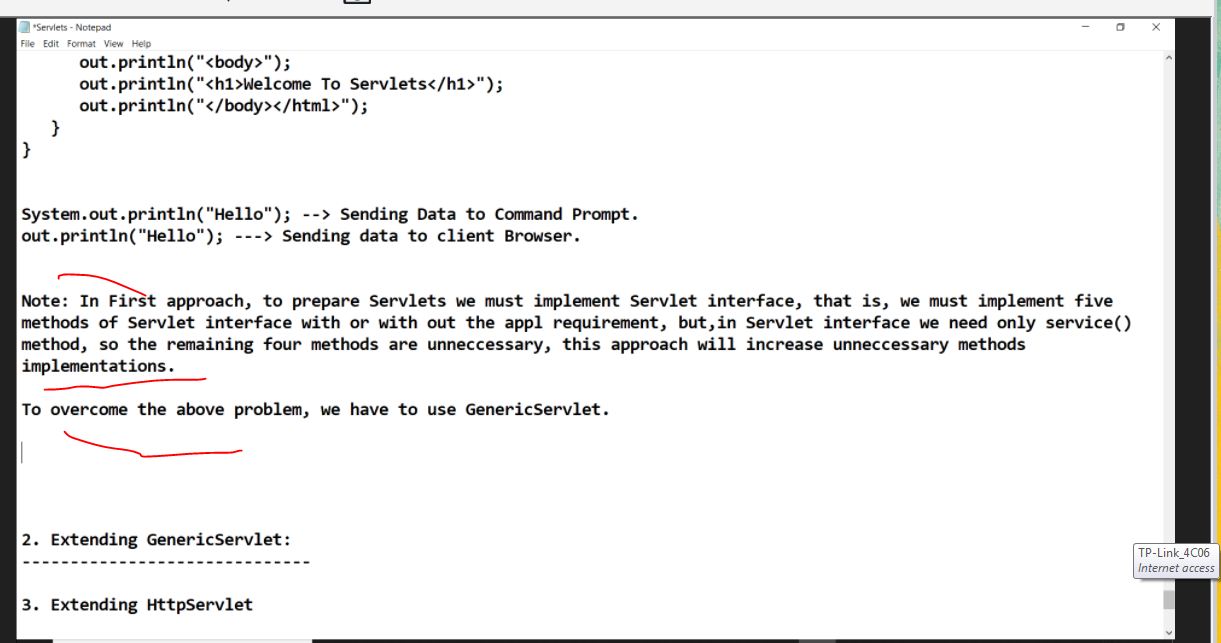 *Servlets - Notepad
File Edit Format View Help
out.println("<body>");
out.println("<h1>Welcome To Servlets</h1>");
out.println("</body></html>");
}
}
System.out.println("Hello"); --> Sending Data to Command Prompt.
out.println("Hello"); ---> Sending data to client Browser.
Note: In First approach, to prepare Servlets we must implement Servlet interface, that is, we must implement five
methods of Servlet interface with or with out the appl requirement, but,in Servlet interface we need only service()
method, so the remaining four methods are unneccessary, this approach will increase unneccessary methods
implementations.
To overcome the above problem, we have to use GenericServlet.
2. Extending GenericServlet:
------------------------------
3. Extending HttpServlet
TP-Link_4C06
Internet access